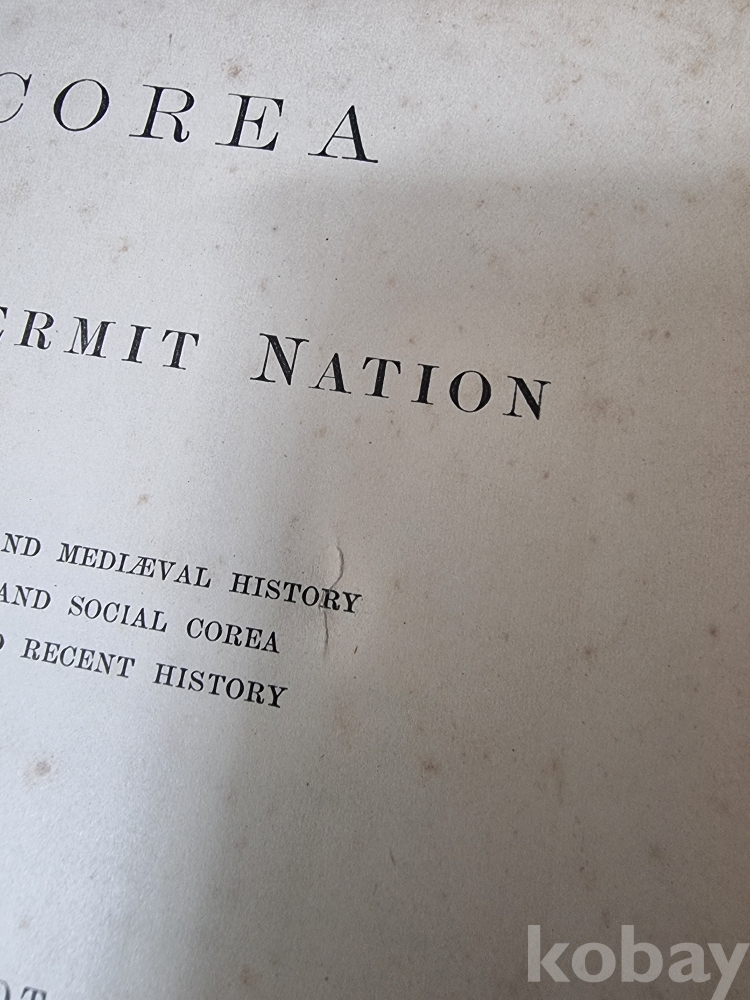 COREA
ERMIT NATION
ND MEDIÆVAL HISTORY
AND SOCIAL COREA
RECENT HISTORY
kobay